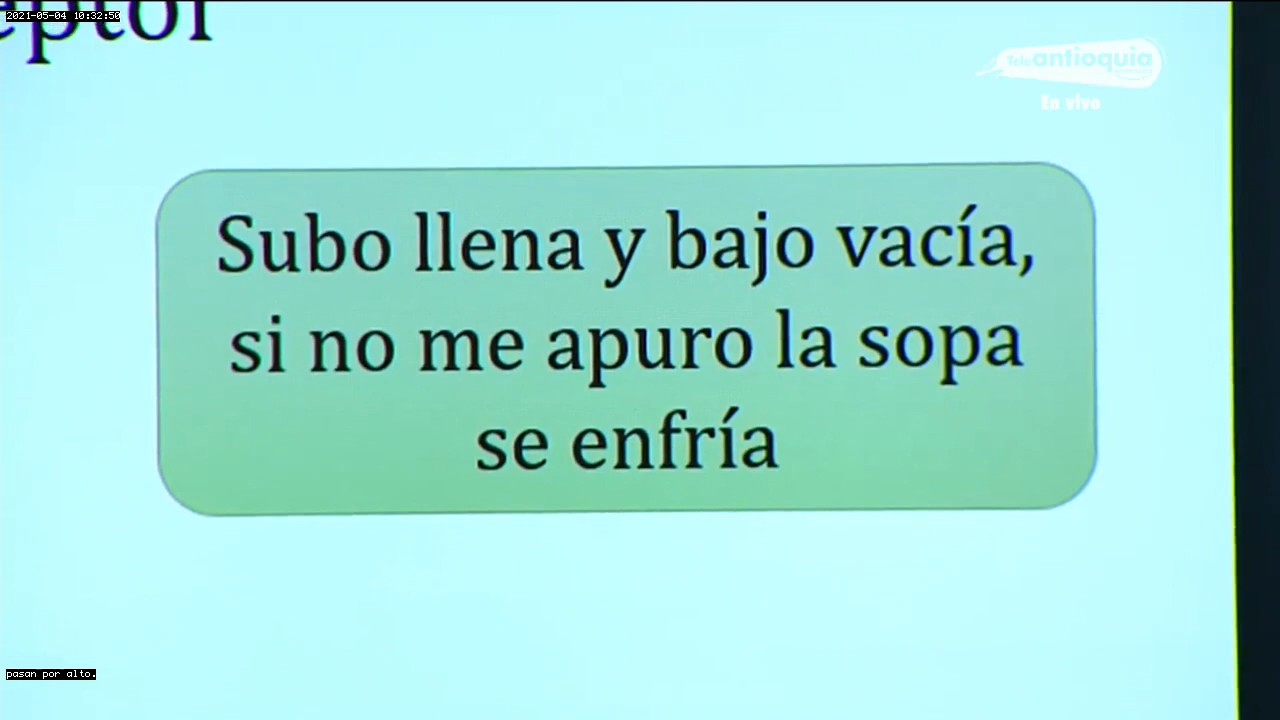 2021-05-04 10:32:50
eptor
Teleantioquia
En vivo
Subo llena y bajo vacía,
si no me apuro la sopa
se enfría
pasan por alto.